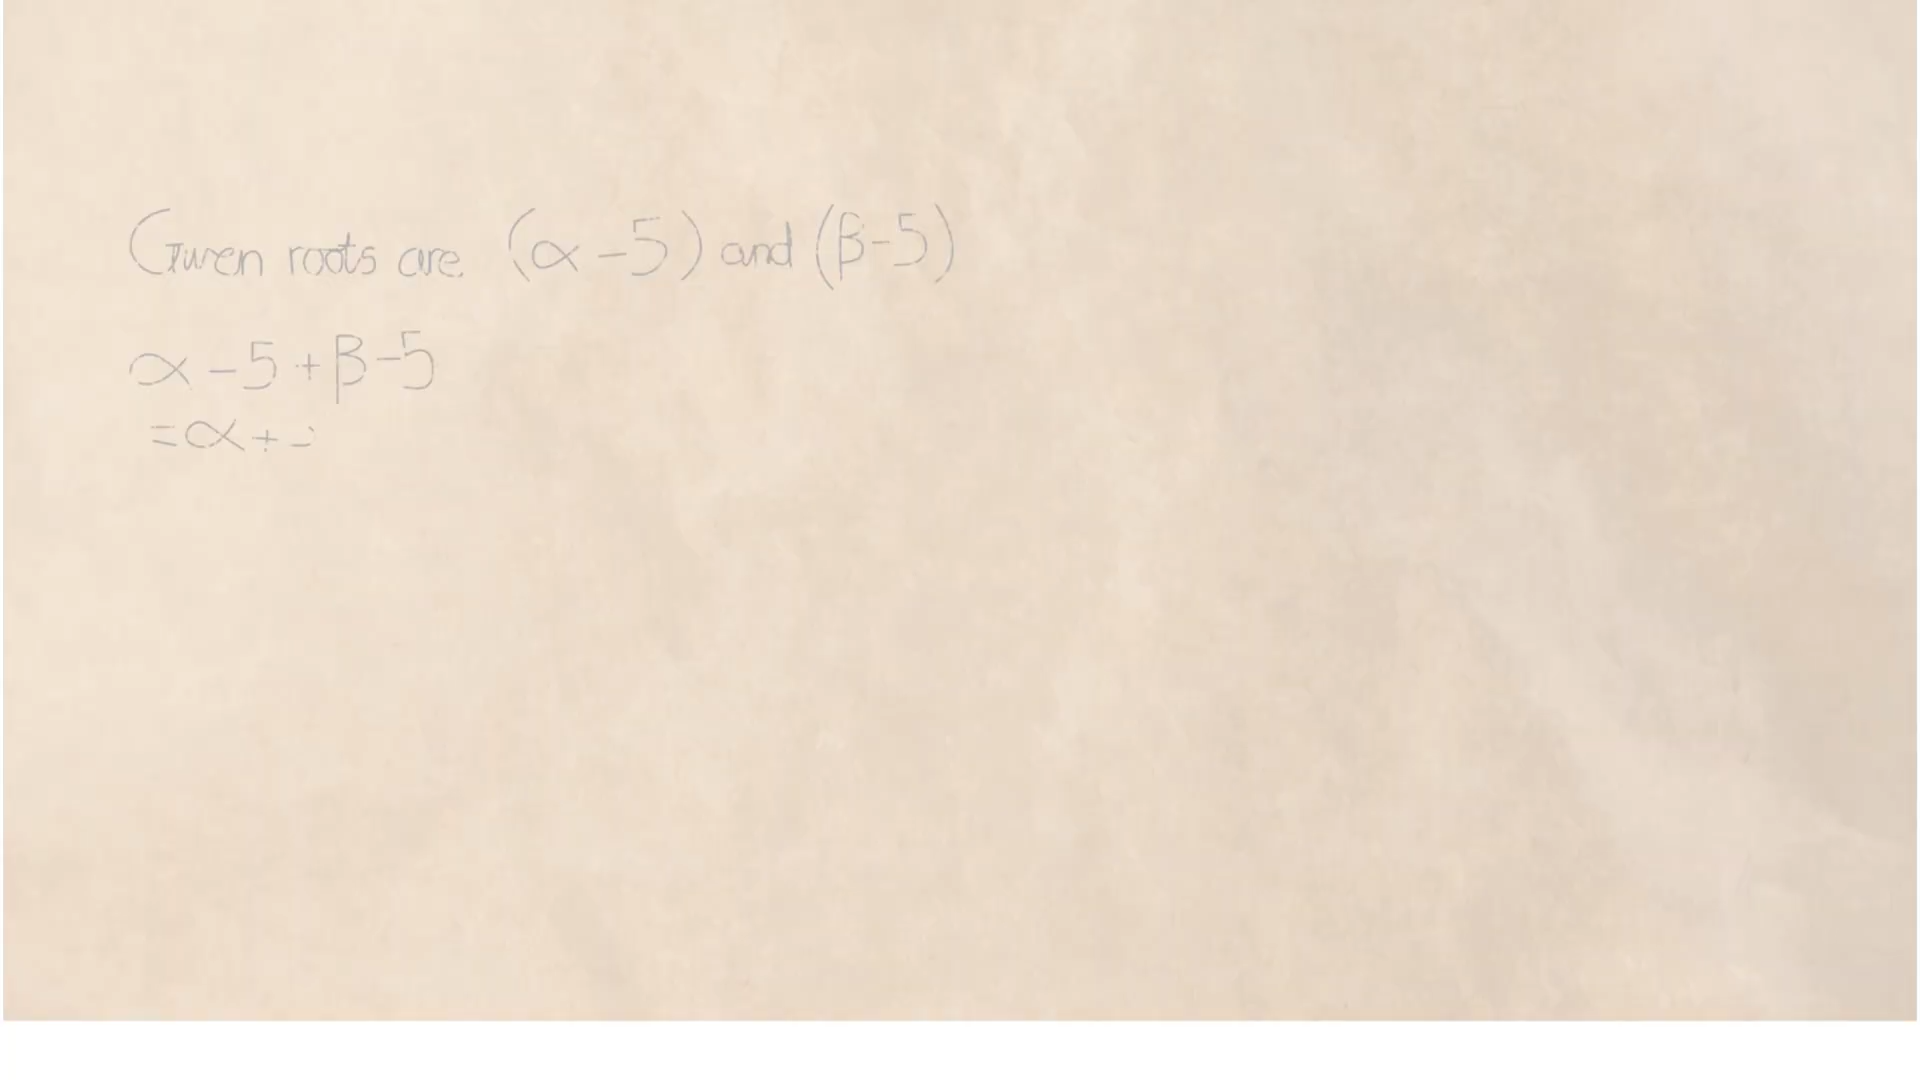 Given roots are (α-5) and (β-5)
α-5+β-5
=α+